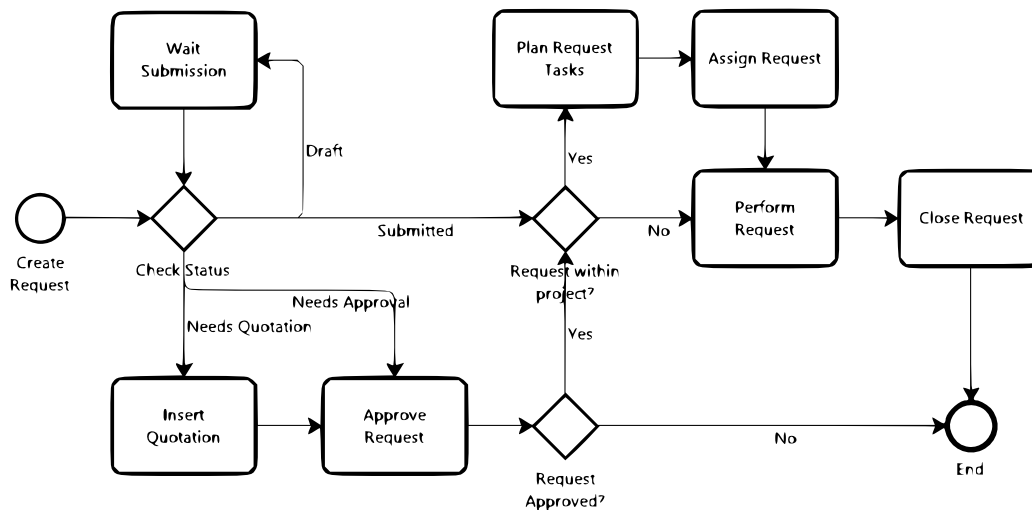 Wait
Submission
Plan Request
Tasks
Assign Request
Draft
Yes
Create
Request
Check Status
Submitted
Request within
project?
No
Perform
Request
Close Request
Needs Approval
Needs Quotation
Yes
Insert
Quotation
Approve
Request
Request
Approved?
No
End